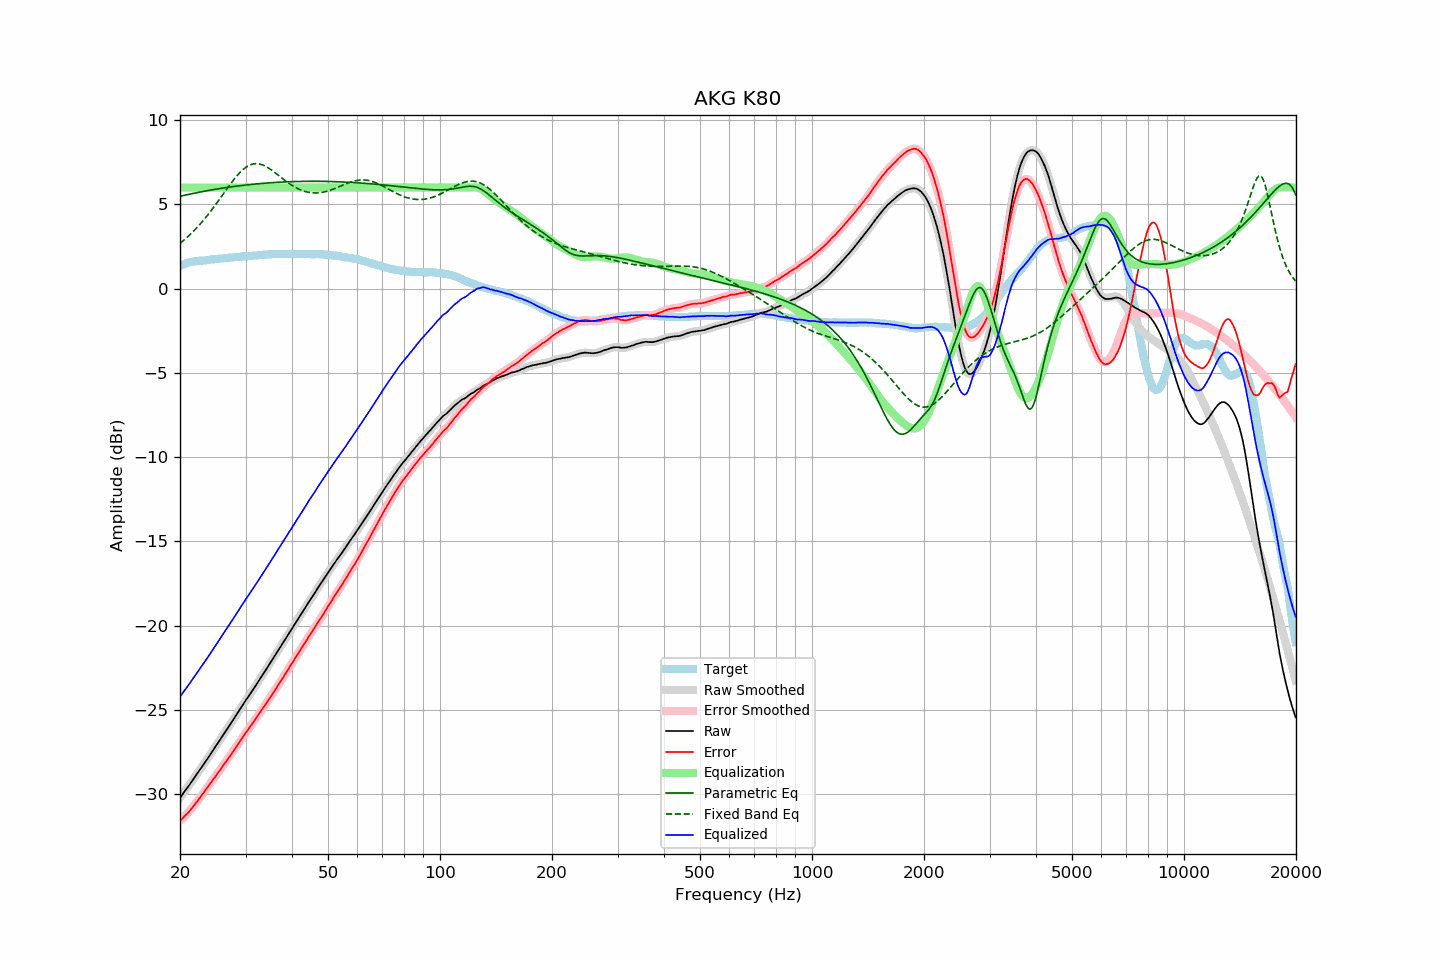 AKG K80
Amplitude (dBr)
10
5
0
−5
−10
−15
−20
−25
−30
Target
Raw Smoothed
Error Smoothed
Raw
Error
Equalization
Parametric Eq
Fixed Band Eq
Equalized
20
50
100
200
500
1000
2000
5000
10000
20000
Frequency (Hz)